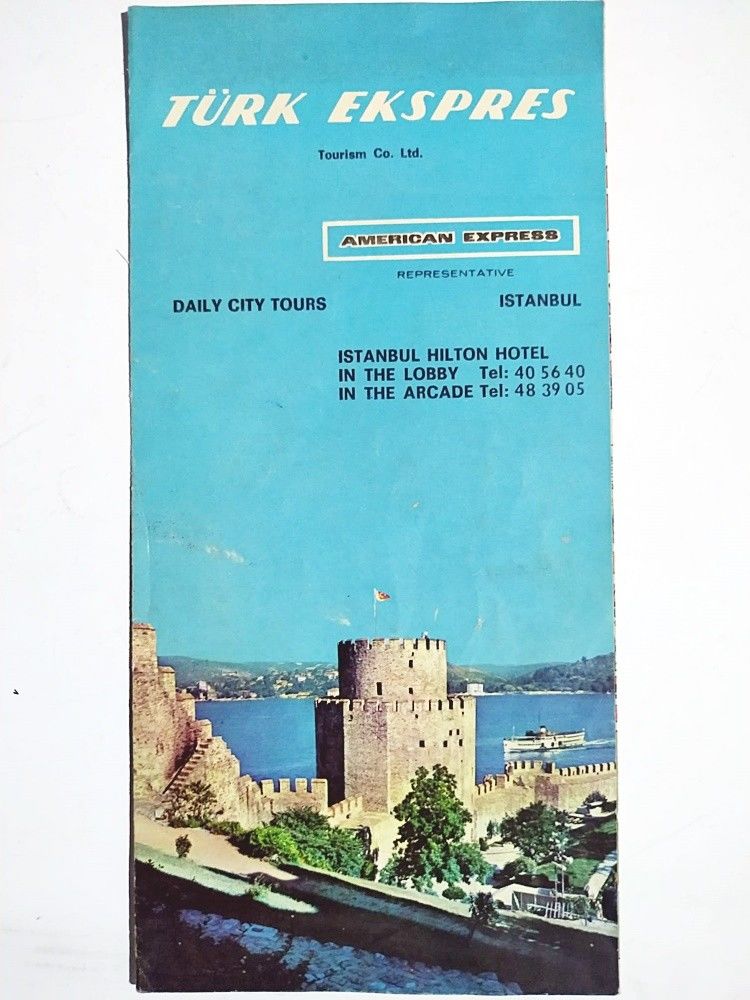 TÜRK EKSPRES
Tourism Co. Ltd.
AMERICAN EXPRESS
REPRESENTATIVE
DAILY CITY TOURS ISTANBUL
ISTANBUL HILTON HOTEL
IN THE LOBBY Tel: 40 56 40
IN THE ARCADE Tel: 48 39 05